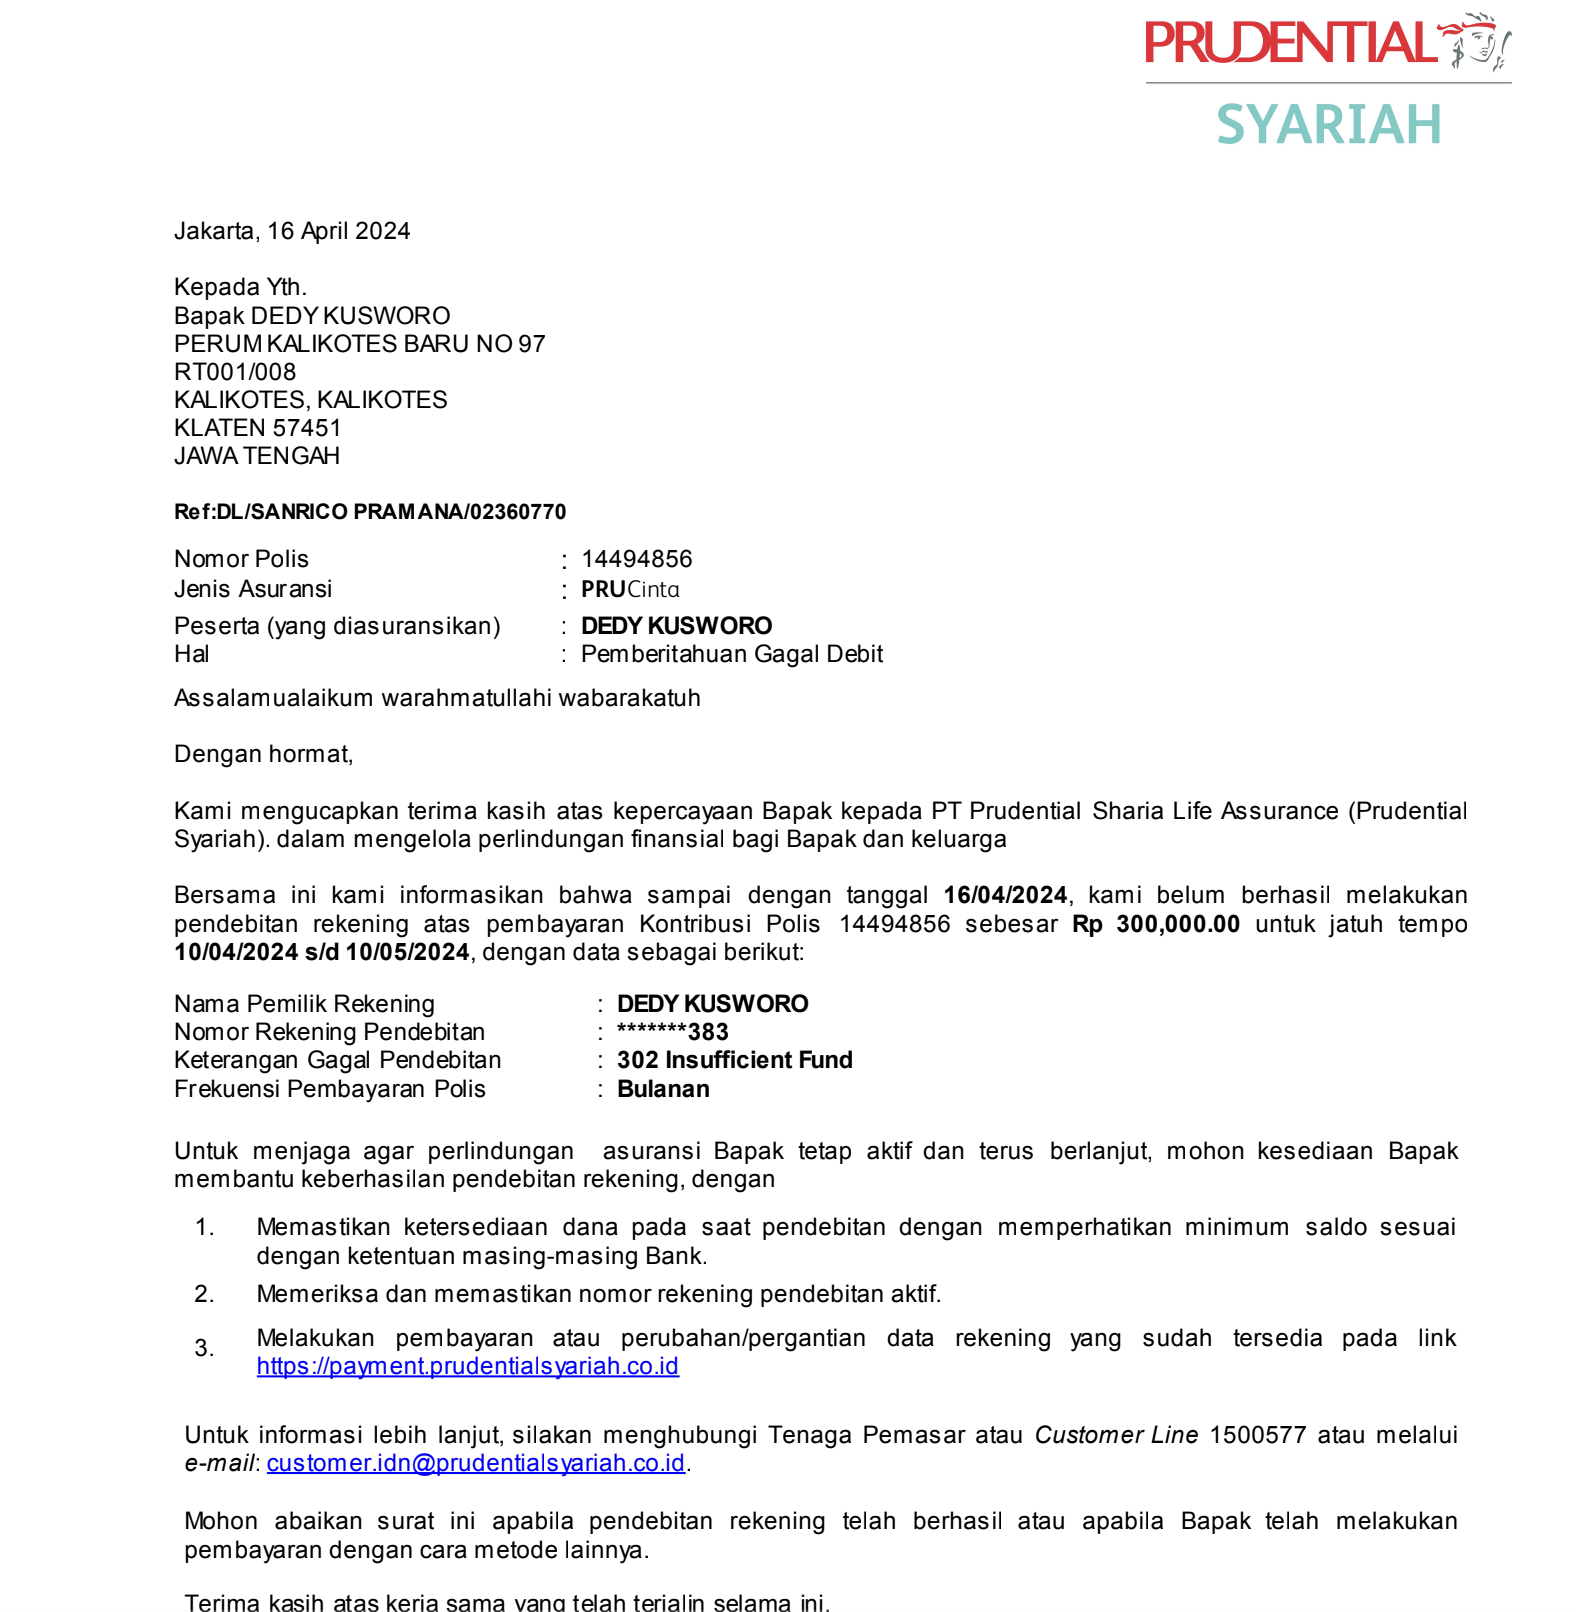 PRUDENTIAL
SYARIAH
Jakarta, 16 April 2024
Kepada Yth.
Bapak DEDY KUSWORO
PERUM KALIKOTES BARU NO 97
RT001/008
KALIKOTES, KALIKOTES
KLATEN 57451
JAWA TENGAH
Ref:DL/SANRICO PRAMANA/02360770
Nomor Polis : 14494856
Jenis Asuransi : PRUCinta
Peserta (yang diasuransikan) : DEDY KUSWORO
Hal : Pemberitahuan Gagal Debit
Assalamualaikum warahmatullahi wabarakatuh
Dengan hormat,
Kami mengucapkan terima kasih atas kepercayaan Bapak kepada PT Prudential Sharia Life Assurance (Prudential
Syariah). dalam mengelola perlindungan finansial bagi Bapak dan keluarga
Bersama ini kami informasikan bahwa sampai dengan tanggal 16/04/2024, kami belum berhasil melakukan
pendebitan rekening atas pembayaran Kontribusi Polis 14494856 sebesar Rp 300,000.00 untuk jatuh tempo
10/04/2024 s/d 10/05/2024, dengan data sebagai berikut:
Nama Pemilik Rekening : DEDY KUSWORO
Nomor Rekening Pendebitan : *******383
Keterangan Gagal Pendebitan : 302 Insufficient Fund
Frekuensi Pembayaran Polis : Bulanan
Untuk menjaga agar perlindungan asuransi Bapak tetap aktif dan terus berlanjut, mohon kesediaan Bapak
membantu keberhasilan pendebitan rekening, dengan
1. Memastikan ketersediaan dana pada saat pendebitan dengan memperhatikan minimum saldo sesuai
dengan ketentuan masing-masing Bank.
2. Memeriksa dan memastikan nomor rekening pendebitan aktif.
3. Melakukan pembayaran atau perubahan/pergantian data rekening yang sudah tersedia pada link
https://payment.prudentialsyariah.co.id
Untuk informasi lebih lanjut, silakan menghubungi Tenaga Pemasar atau Customer Line 1500577 atau melalui
e-mail: customer.idn@prudentialsyariah.co.id.
Mohon abaikan surat ini apabila pendebitan rekening telah berhasil atau apabila Bapak telah melakukan
pembayaran dengan cara metode lainnya.
Terima kasih atas kerja sama yang telah terjalin selama ini.